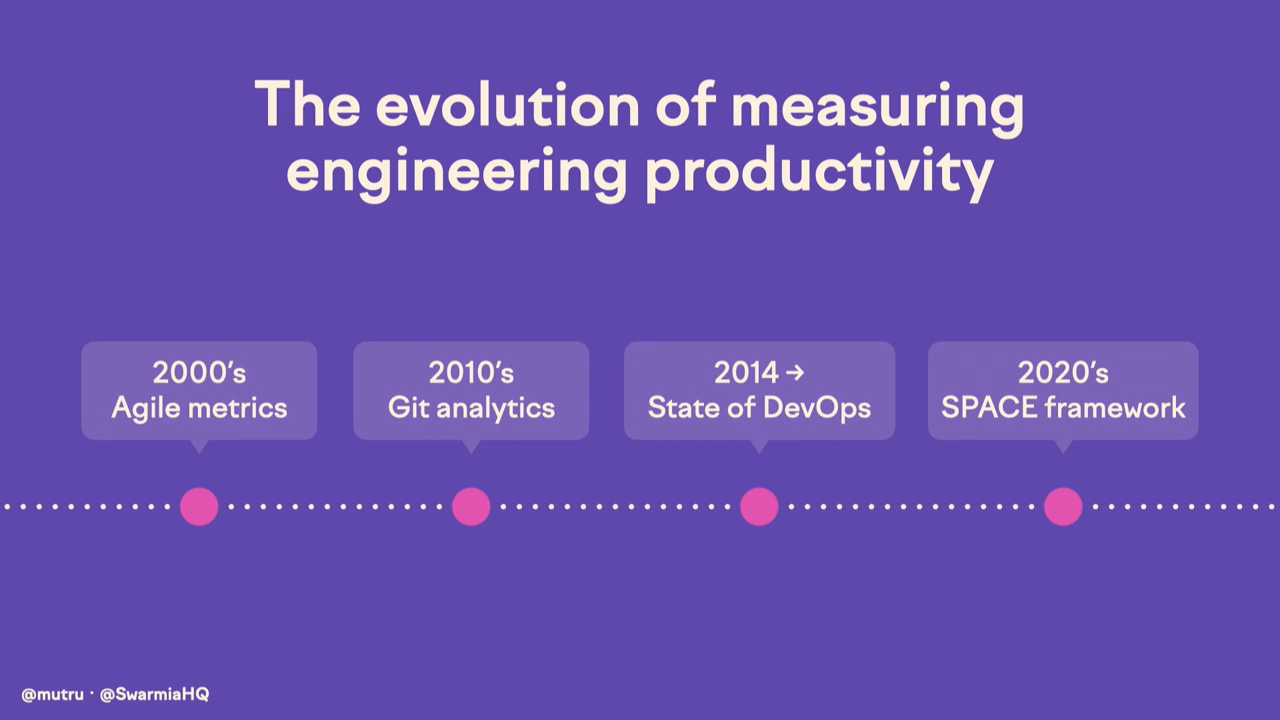 The evolution of measuring
engineering productivity
2000’s
Agile metrics
2010’s
Git analytics
2014 →
State of DevOps
2020’s
SPACE framework
@mutru · @SwarmiaHQ